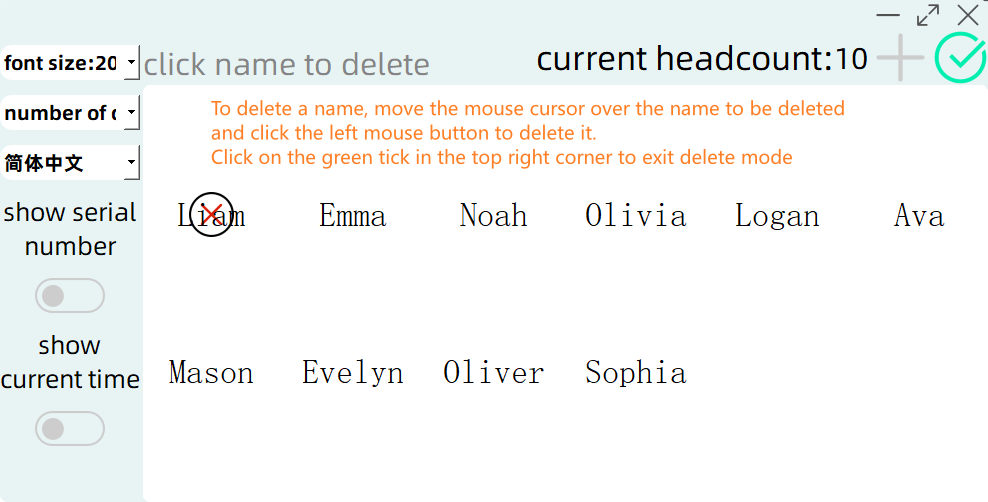 font size:20
click name to delete
current headcount:10
number of
简体中文
show serial
number
show
current time
To delete a name, move the mouse cursor over the name to be deleted
and click the left mouse button to delete it.
Click on the green tick in the top right corner to exit delete mode
Liam Emma Noah Olivia Logan Ava
Mason Evelyn Oliver Sophia